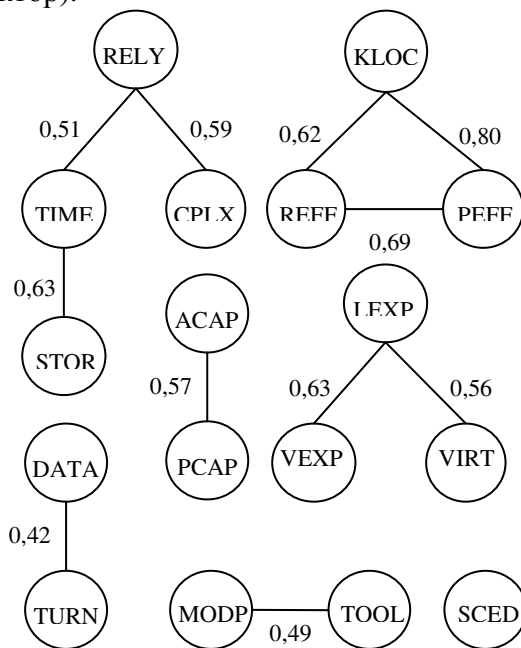 ктор).
RELY
KLOC
0,51
0,59
0,62
0,80
TIME
CPLX
REFF
PEFF
0,69
0,63
ACAP
LEXP
STOR
0,57
0,63
0,56
DATA
PCAP
VEXP
VIRT
0,42
TURN
MODP
TOOL
SCED
0,49